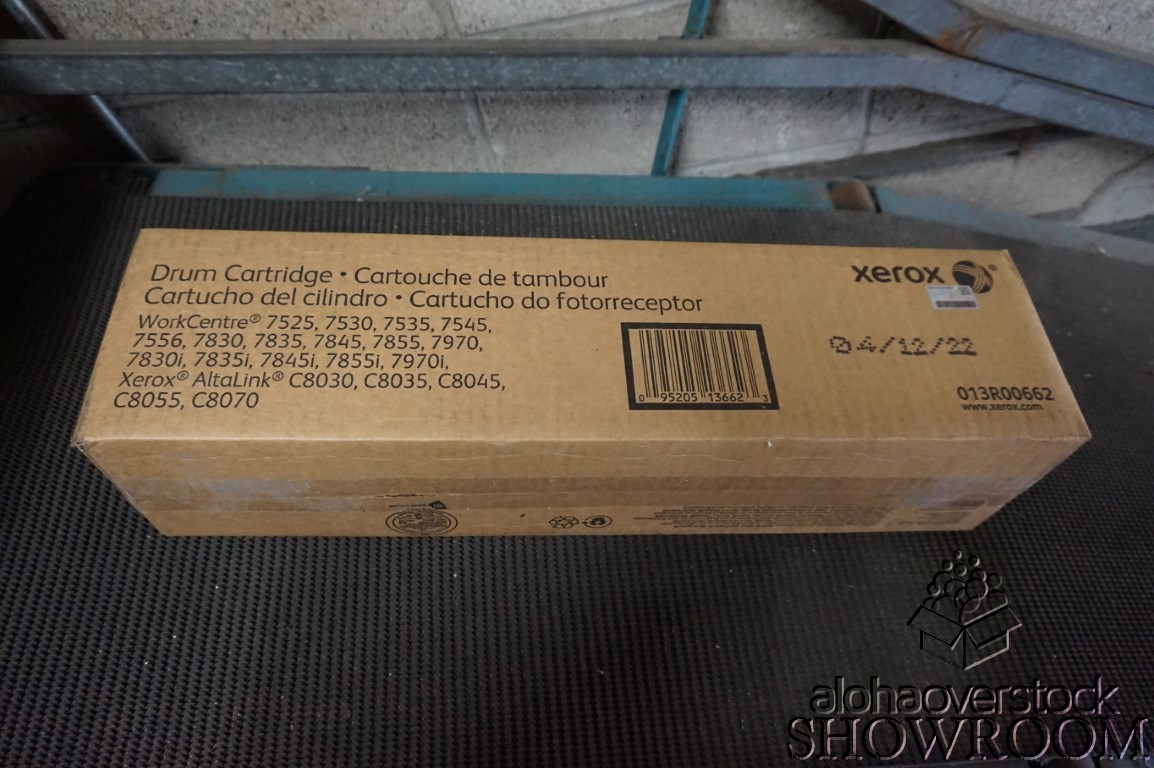 Drum Cartridge • Cartouche de tambour
Cartucho del cilindro • Cartucho do fotorreceptor
WorkCentre® 7525, 7530, 7535, 7545,
7556, 7830, 7835, 7845, 7855, 7970,
7830i, 7835i, 7845i, 7855i, 7970i,
Xerox® AltaLink® C8030, C8035, C8045,
C8055, C8070
xerox®
0 95205 13662 3
04/12/22
013R00662
www.xerox.com
alohaoverstock
SHOWROOM